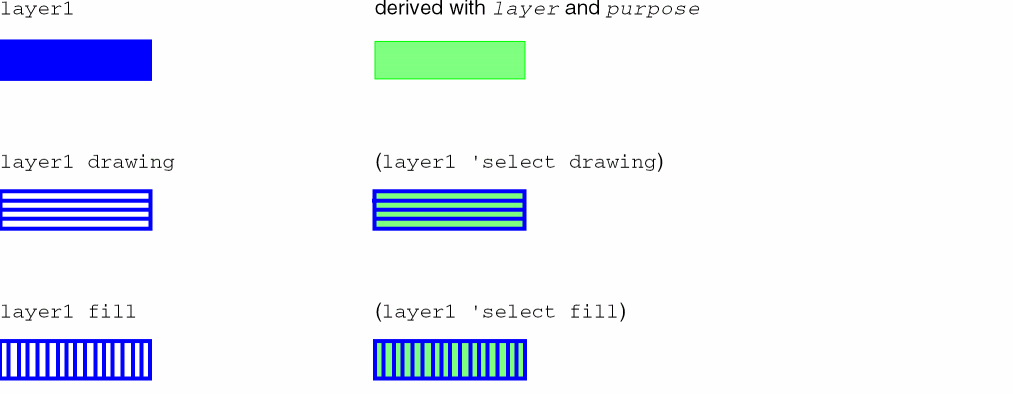 layer1
derived with layer and purpose
layer1 drawing
(layer1 'select drawing)
layer1 fill
(layer1 'select fill)